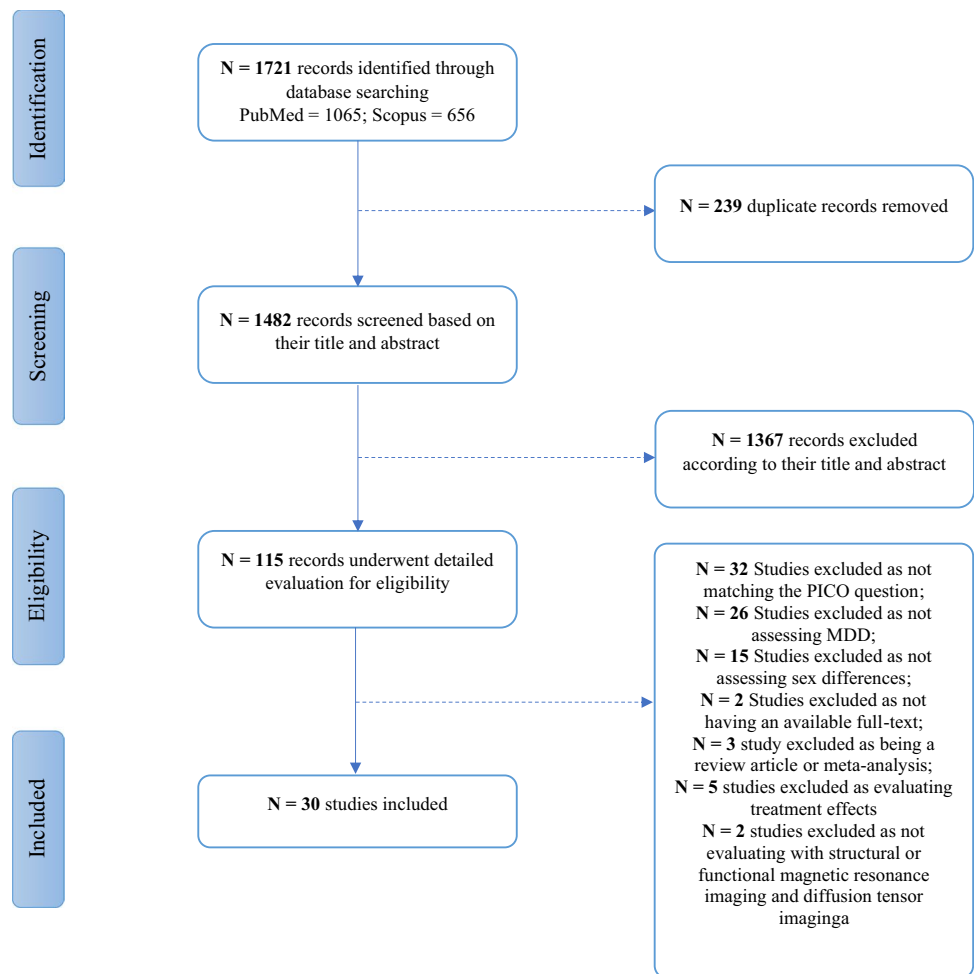 Identification
N = 1721 records identified through
database searching
PubMed = 1065; Scopus = 656
N = 239 duplicate records removed
Screening
N = 1482 records screened based on
their title and abstract
N = 1367 records excluded
according to their title and abstract
Eligibility
N = 115 records underwent detailed
evaluation for eligibility
N = 32 Studies excluded as not
matching the PICO question;
N = 26 Studies excluded as not
assessing MDD;
N = 15 Studies excluded as not
assessing sex differences;
N = 2 Studies excluded as not
having an available full-text;
N = 3 study excluded as being a
review article or meta-analysis;
N = 5 studies excluded as evaluating
treatment effects
N = 2 studies excluded as not
evaluating with structural or
functional magnetic resonance
imaging and diffusion tensor
imaginga
Included
N = 30 studies included